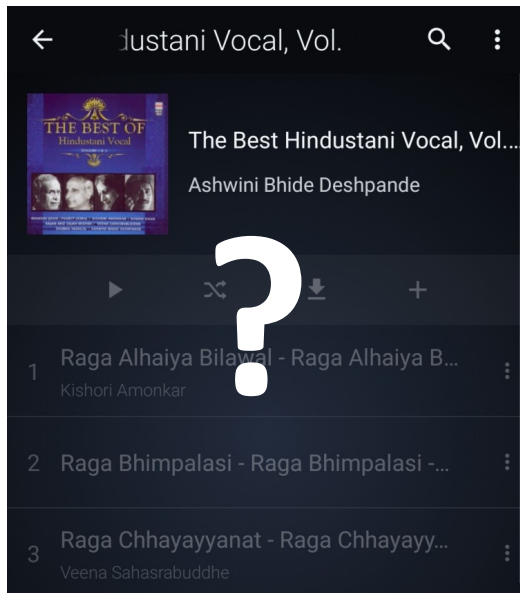 dustani Vocal, Vol.
THE BEST OF
Hindustani Vocal
The Best Hindustani Vocal, Vol...
Ashwini Bhide Deshpande
?
1 Raga Alhaiya Bilawal - Raga Alhaiya B...
Kishori Amonkar
2 Raga Bhimpalasi - Raga Bhimpalasi -...
3 Raga Chhayayyanat - Raga Chhayayy...
Veena Sahasrabuddhe